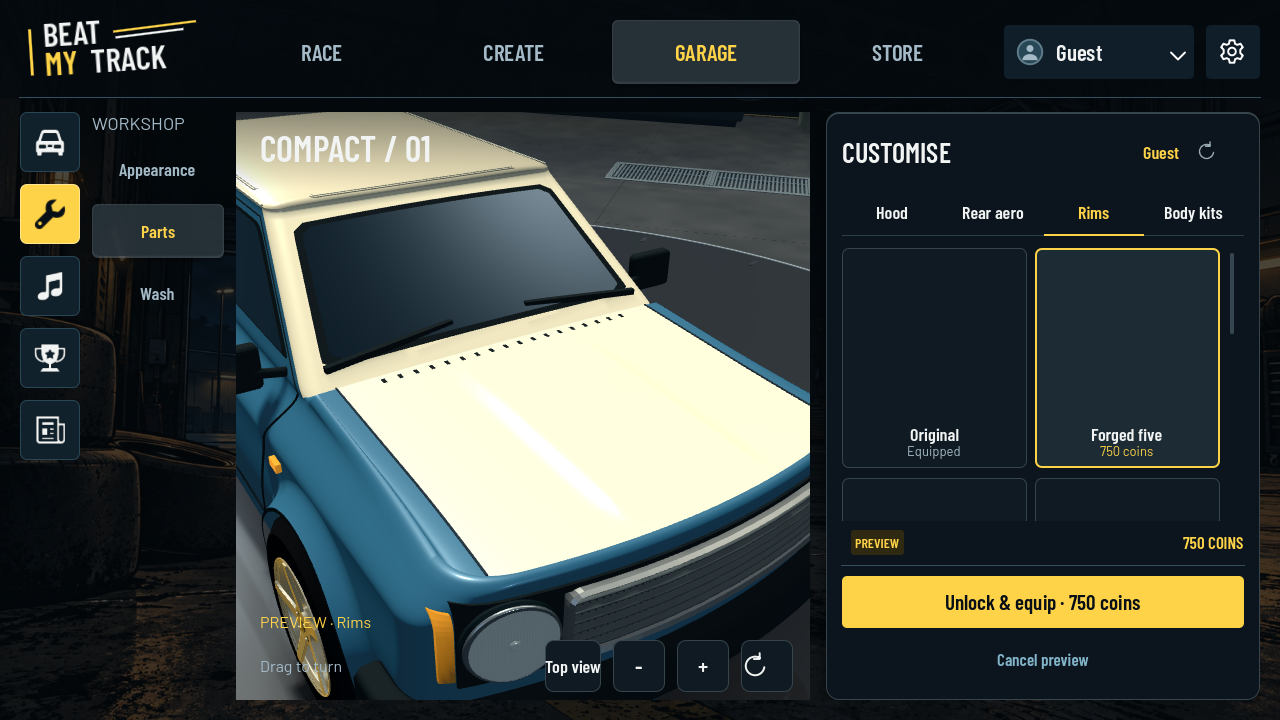 BEAT
MY TRACK
RACE
CREATE
GARAGE
STORE
Guest
WORKSHOP
Appearance
Parts
Wash
COMPACT / 01
PREVIEW · Rims
Drag to turn
Top view
-
+
CUSTOMISE
Guest
Hood
Rear aero
Rims
Body kits
Original
Equipped
Forged five
750 coins
PREVIEW
750 COINS
Unlock & equip · 750 coins
Cancel preview